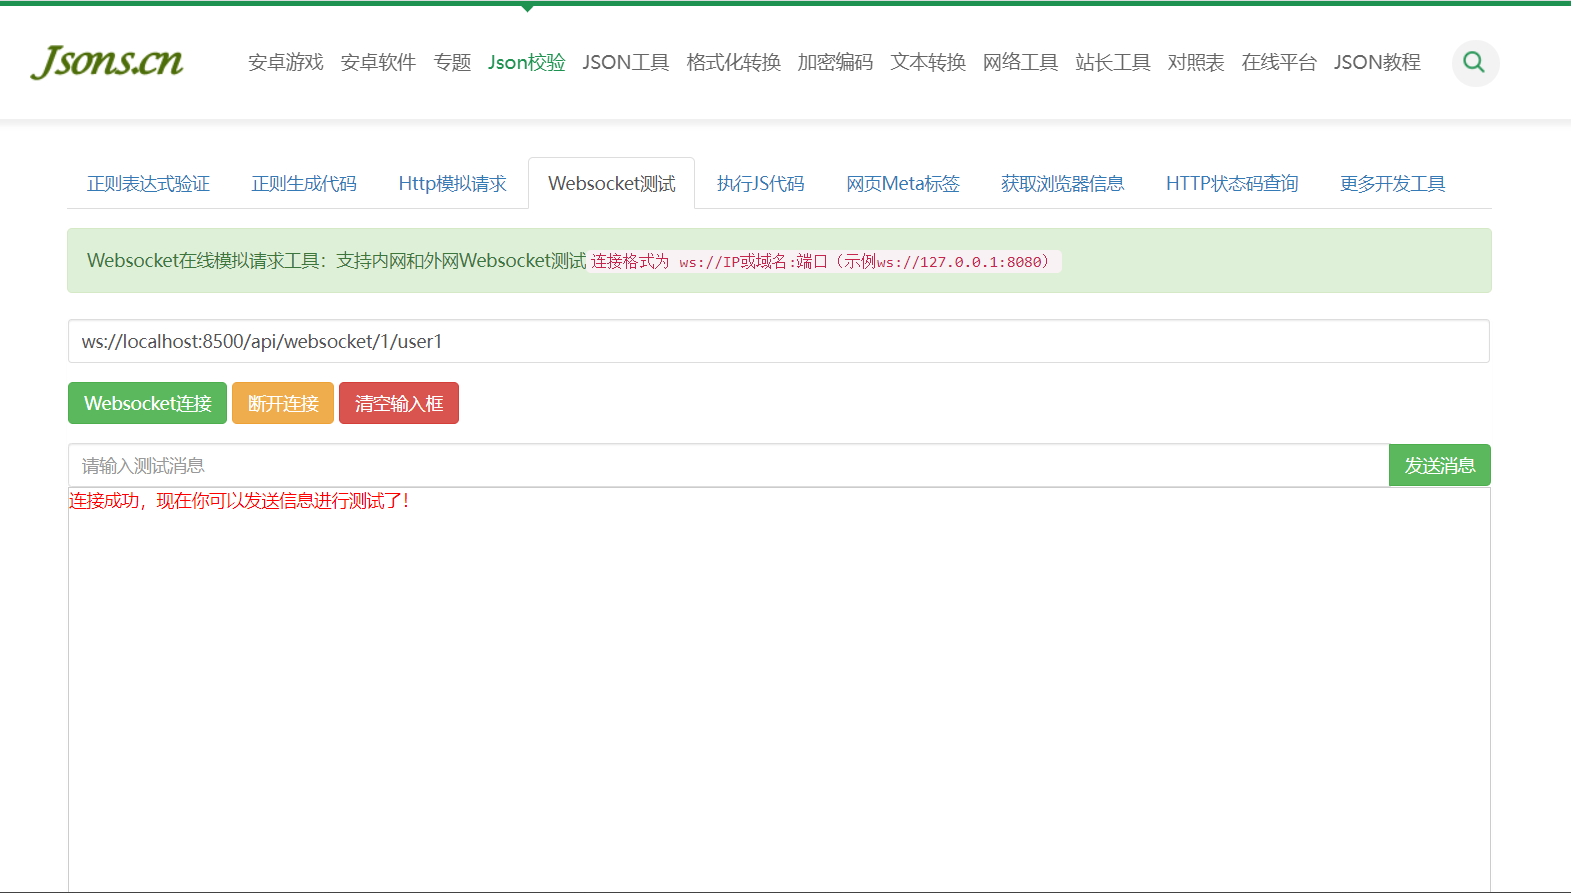 Jsons.cn 安卓游戏 安卓软件 专题 Json校验 JSON工具 格式化转换 加密编码 文本转换 网络工具 站长工具 对照表 在线平台 JSON教程
正则表达式验证 正则生成代码 Http模拟请求 Websocket测试 执行JS代码 网页Meta标签 获取浏览器信息 HTTP状态码查询 更多开发工具
Websocket在线模拟请求工具：支持内网和外网Websocket测试 连接格式为 ws://IP或域名:端口（示例ws://127.0.0.1:8080）
ws://localhost:8500/api/websocket/1/user1
Websocket连接 断开连接 清空输入框
请输入测试消息 发送消息
连接成功，现在你可以发送信息进行测试了！